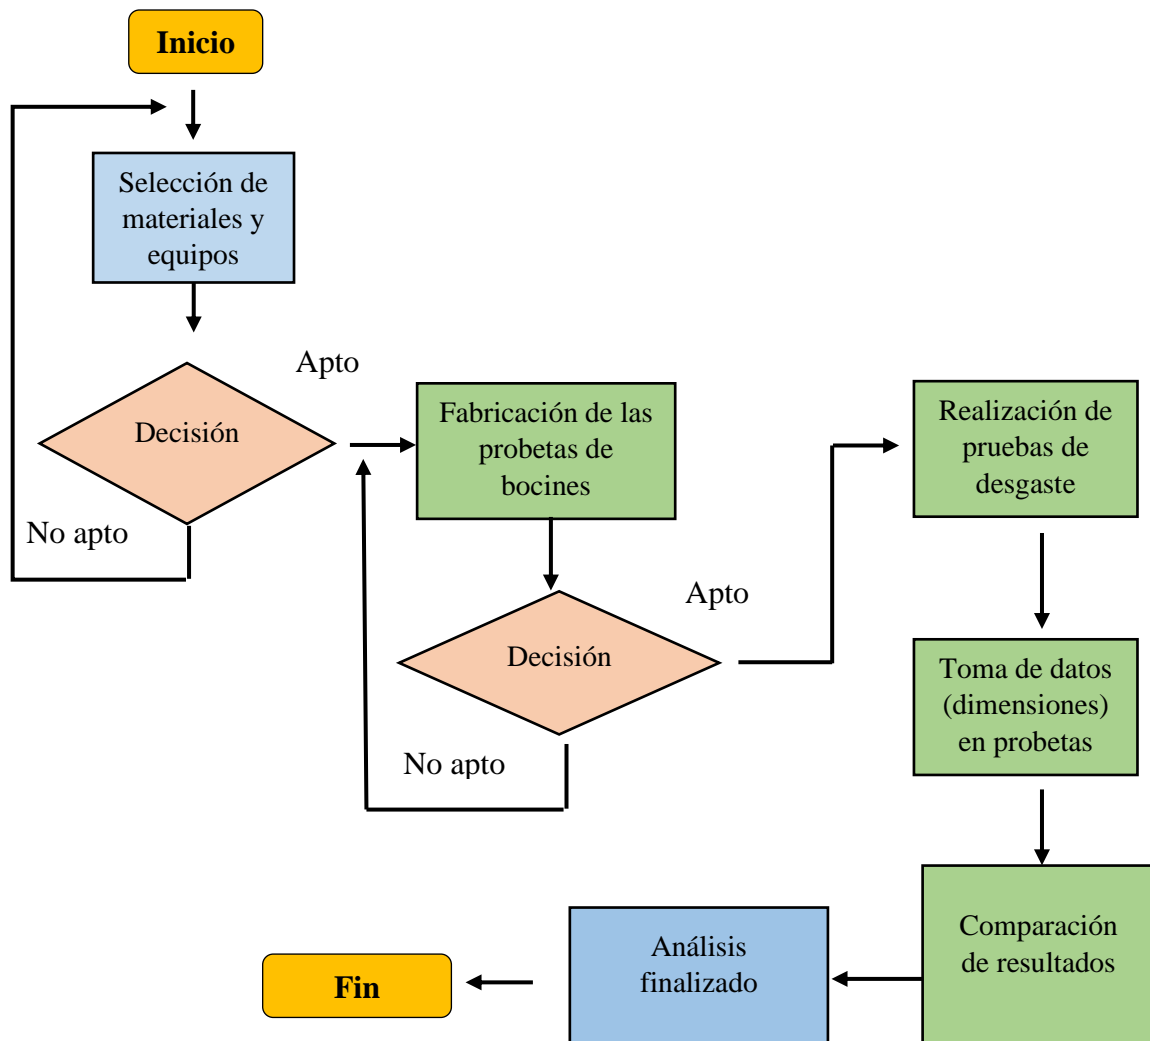 Inicio
Selección de
materiales y
equipos
Decisión
Apto
No apto
Fabricación de las
probetas de
bocines
Decisión
Apto
No apto
Realización de
pruebas de
desgaste
Toma de datos
(dimensiones)
en probetas
Comparación
de resultados
Análisis
finalizado
Fin